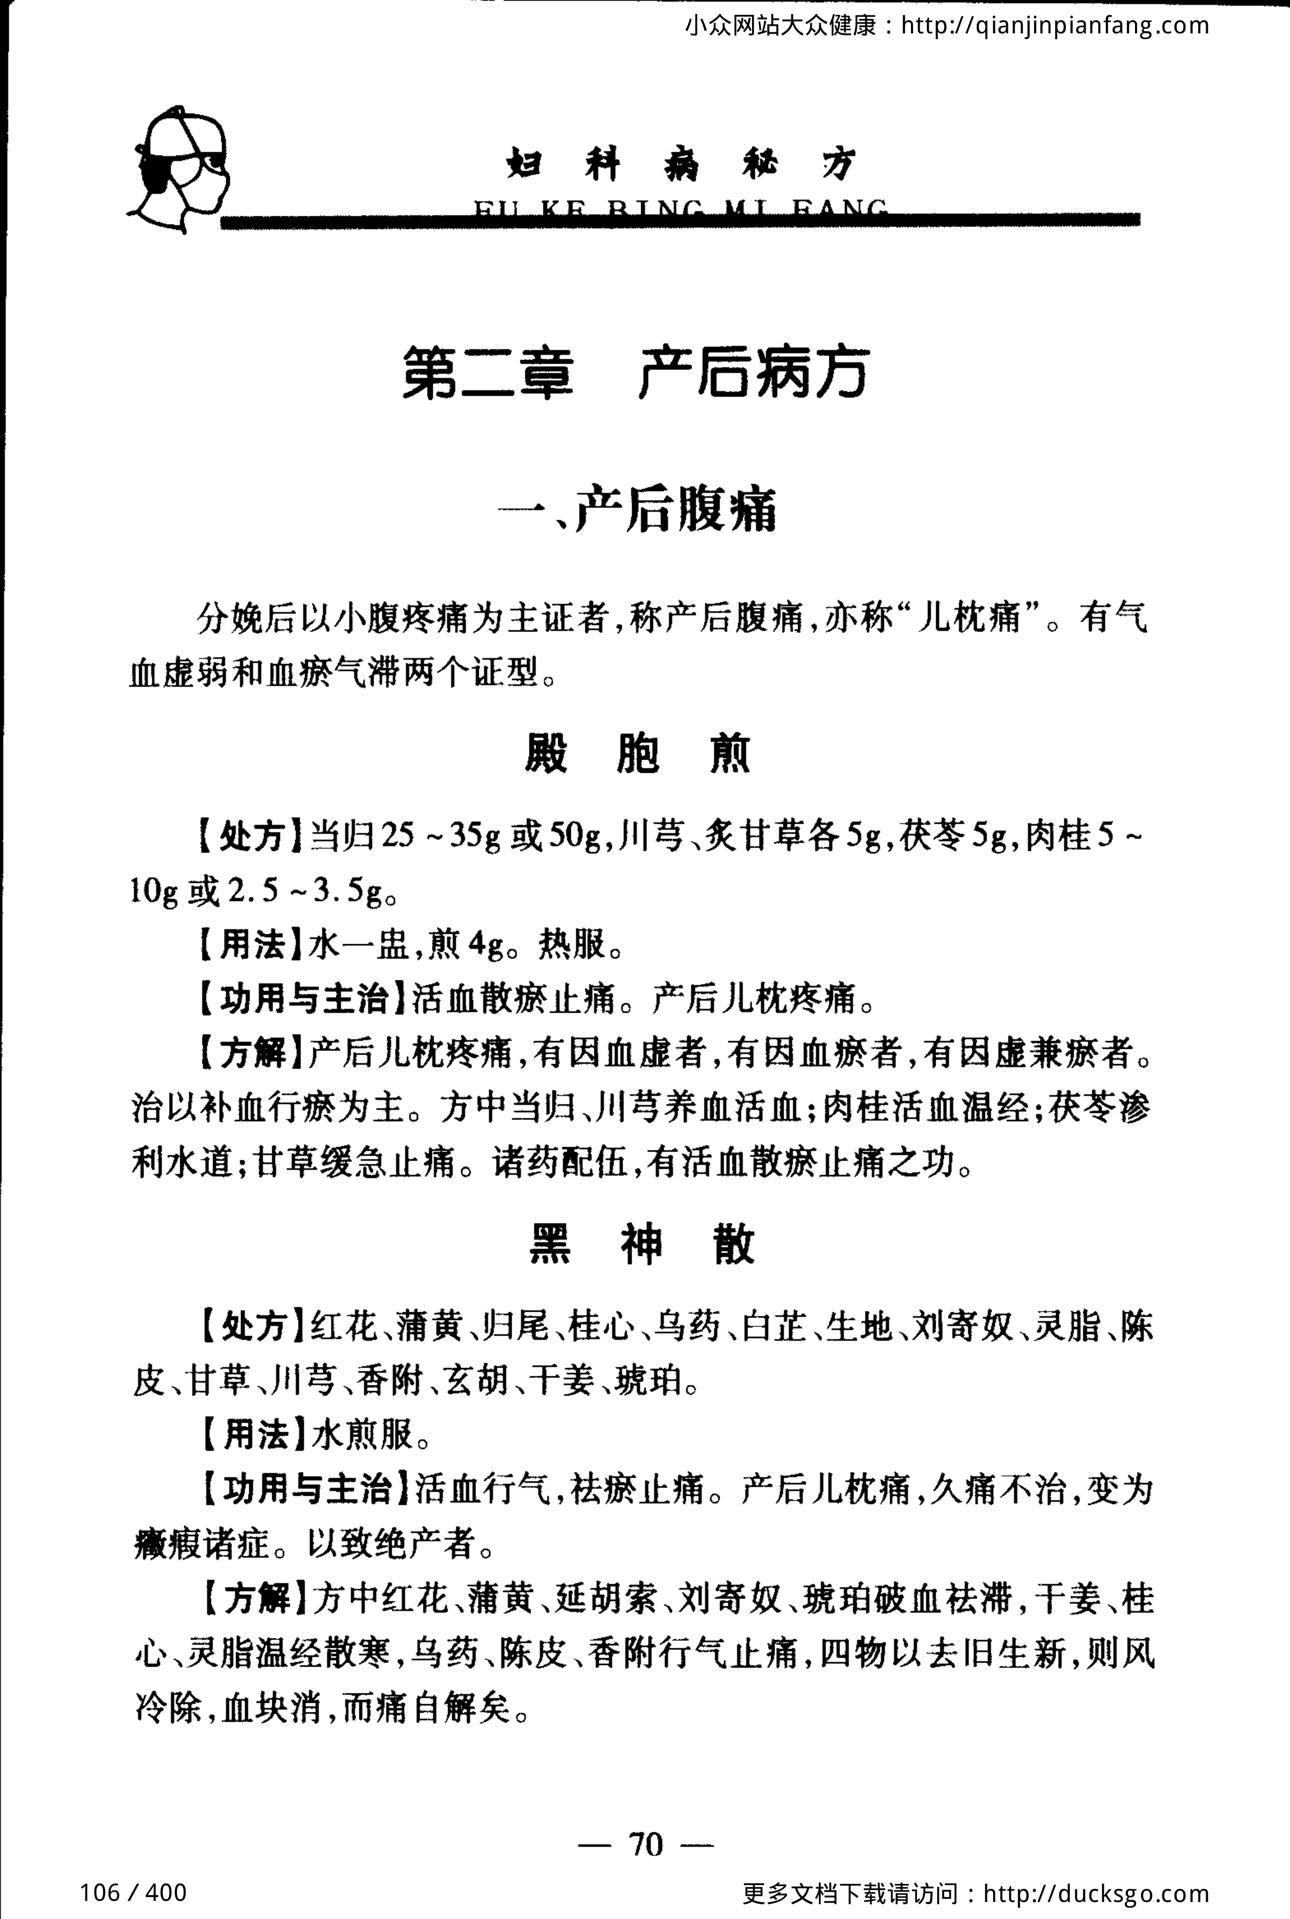 小众网站大众健康：http://qianjinpianfang.com
妇科病秘方
FU KE BING MI FANG
第二章 产后病方
一、产后腹痛
分娩后以小腹疼痛为主证者,称产后腹痛,亦称“儿枕痛”。有气
血虚弱和血瘀气滞两个证型。
殿胞煎
【处方】当归25～35g或50g,川芎、炙甘草各5g,茯苓5g,肉桂5～
10g或2.5～3.5g。
【用法】水一盅,煎4g。热服。
【功用与主治】活血散瘀止痛。产后儿枕疼痛。
【方解】产后儿枕疼痛,有因血虚者,有因血瘀者,有因虚兼瘀者。
治以补血行瘀为主。方中当归、川芎养血活血;肉桂活血温经;茯苓渗
利水道;甘草缓急止痛。诸药配伍,有活血散瘀止痛之功。
黑神散
【处方】红花、蒲黄、归尾、桂心、乌药、白芷、生地、刘寄奴、灵脂、陈
皮、甘草、川芎、香附、玄胡、干姜、琥珀。
【用法】水煎服。
【功用与主治】活血行气,祛瘀止痛。产后儿枕痛,久痛不治,变为
癥瘕诸症。以致绝产者。
【方解】方中红花、蒲黄、延胡索、刘寄奴、琥珀破血祛滞,干姜、桂
心、灵脂温经散寒,乌药、陈皮、香附行气止痛,四物以去旧生新,则风
冷除,血块消,而痛自解矣。
— 70 —
106 / 400
更多文档下载请访问：http://ducksgo.com